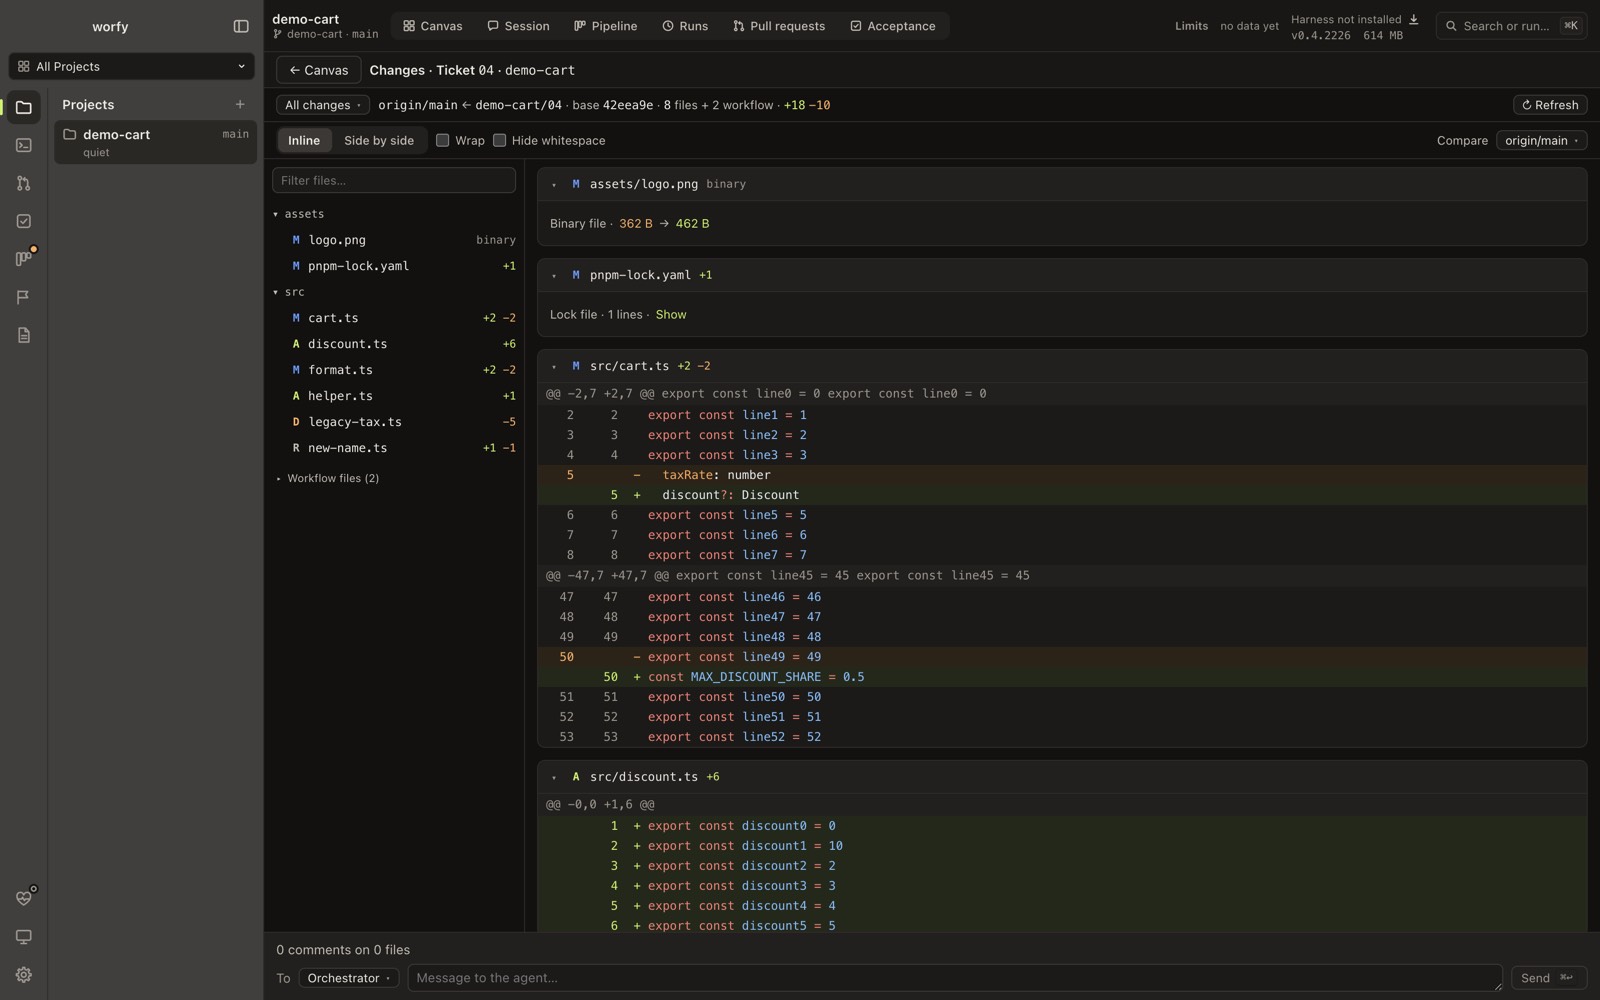 worfy
All Projects
Projects
demo-cart main
quiet
demo-cart
demo-cart · main
Canvas Session Pipeline Runs Pull requests Acceptance
Limits no data yet
Harness not installed
v0.4.2226 614 MB
Search or run... ⌘K
← Canvas Changes · Ticket 04 · demo-cart
All changes origin/main ← demo-cart/04 · base 42eea9e · 8 files + 2 workflow · +18 −10
Refresh
Inline Side by side Wrap Hide whitespace
Compare origin/main
Filter files...
assets
M logo.png binary
M pnpm-lock.yaml +1
src
M cart.ts +2 −2
A discount.ts +6
M format.ts +2 −2
A helper.ts +1
D legacy-tax.ts −5
R new-name.ts +1 −1
Workflow files (2)
M assets/logo.png binary
Binary file · 362 B → 462 B
M pnpm-lock.yaml +1
Lock file · 1 lines · Show
M src/cart.ts +2 −2
@@ −2,7 +2,7 @@ export const line0 = 0 export const line0 = 0
2 2 export const line1 = 1
3 3 export const line2 = 2
4 4 export const line3 = 3
5 − taxRate: number
5 + discount?: Discount
6 6 export const line5 = 5
7 7 export const line6 = 6
8 8 export const line7 = 7
@@ −47,7 +47,7 @@ export const line45 = 45 export const line45 = 45
47 47 export const line46 = 46
48 48 export const line47 = 47
49 49 export const line48 = 48
50 − export const line49 = 49
50 + const MAX_DISCOUNT_SHARE = 0.5
51 51 export const line50 = 50
52 52 export const line51 = 51
53 53 export const line52 = 52
A src/discount.ts +6
@@ −0,0 +1,6 @@
1 + export const discount0 = 0
2 + export const discount1 = 10
3 + export const discount2 = 2
4 + export const discount3 = 3
5 + export const discount4 = 4
6 + export const discount5 = 5
0 comments on 0 files
To Orchestrator Message to the agent... Send ⌘↩